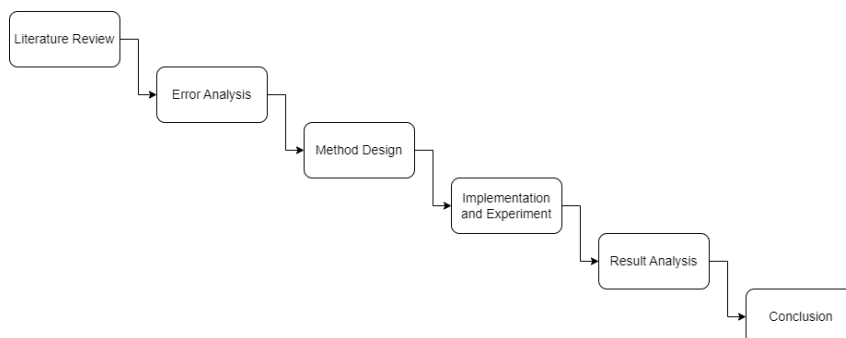 Literature Review
Error Analysis
Method Design
Implementation
and Experiment
Result Analysis
Conclusion